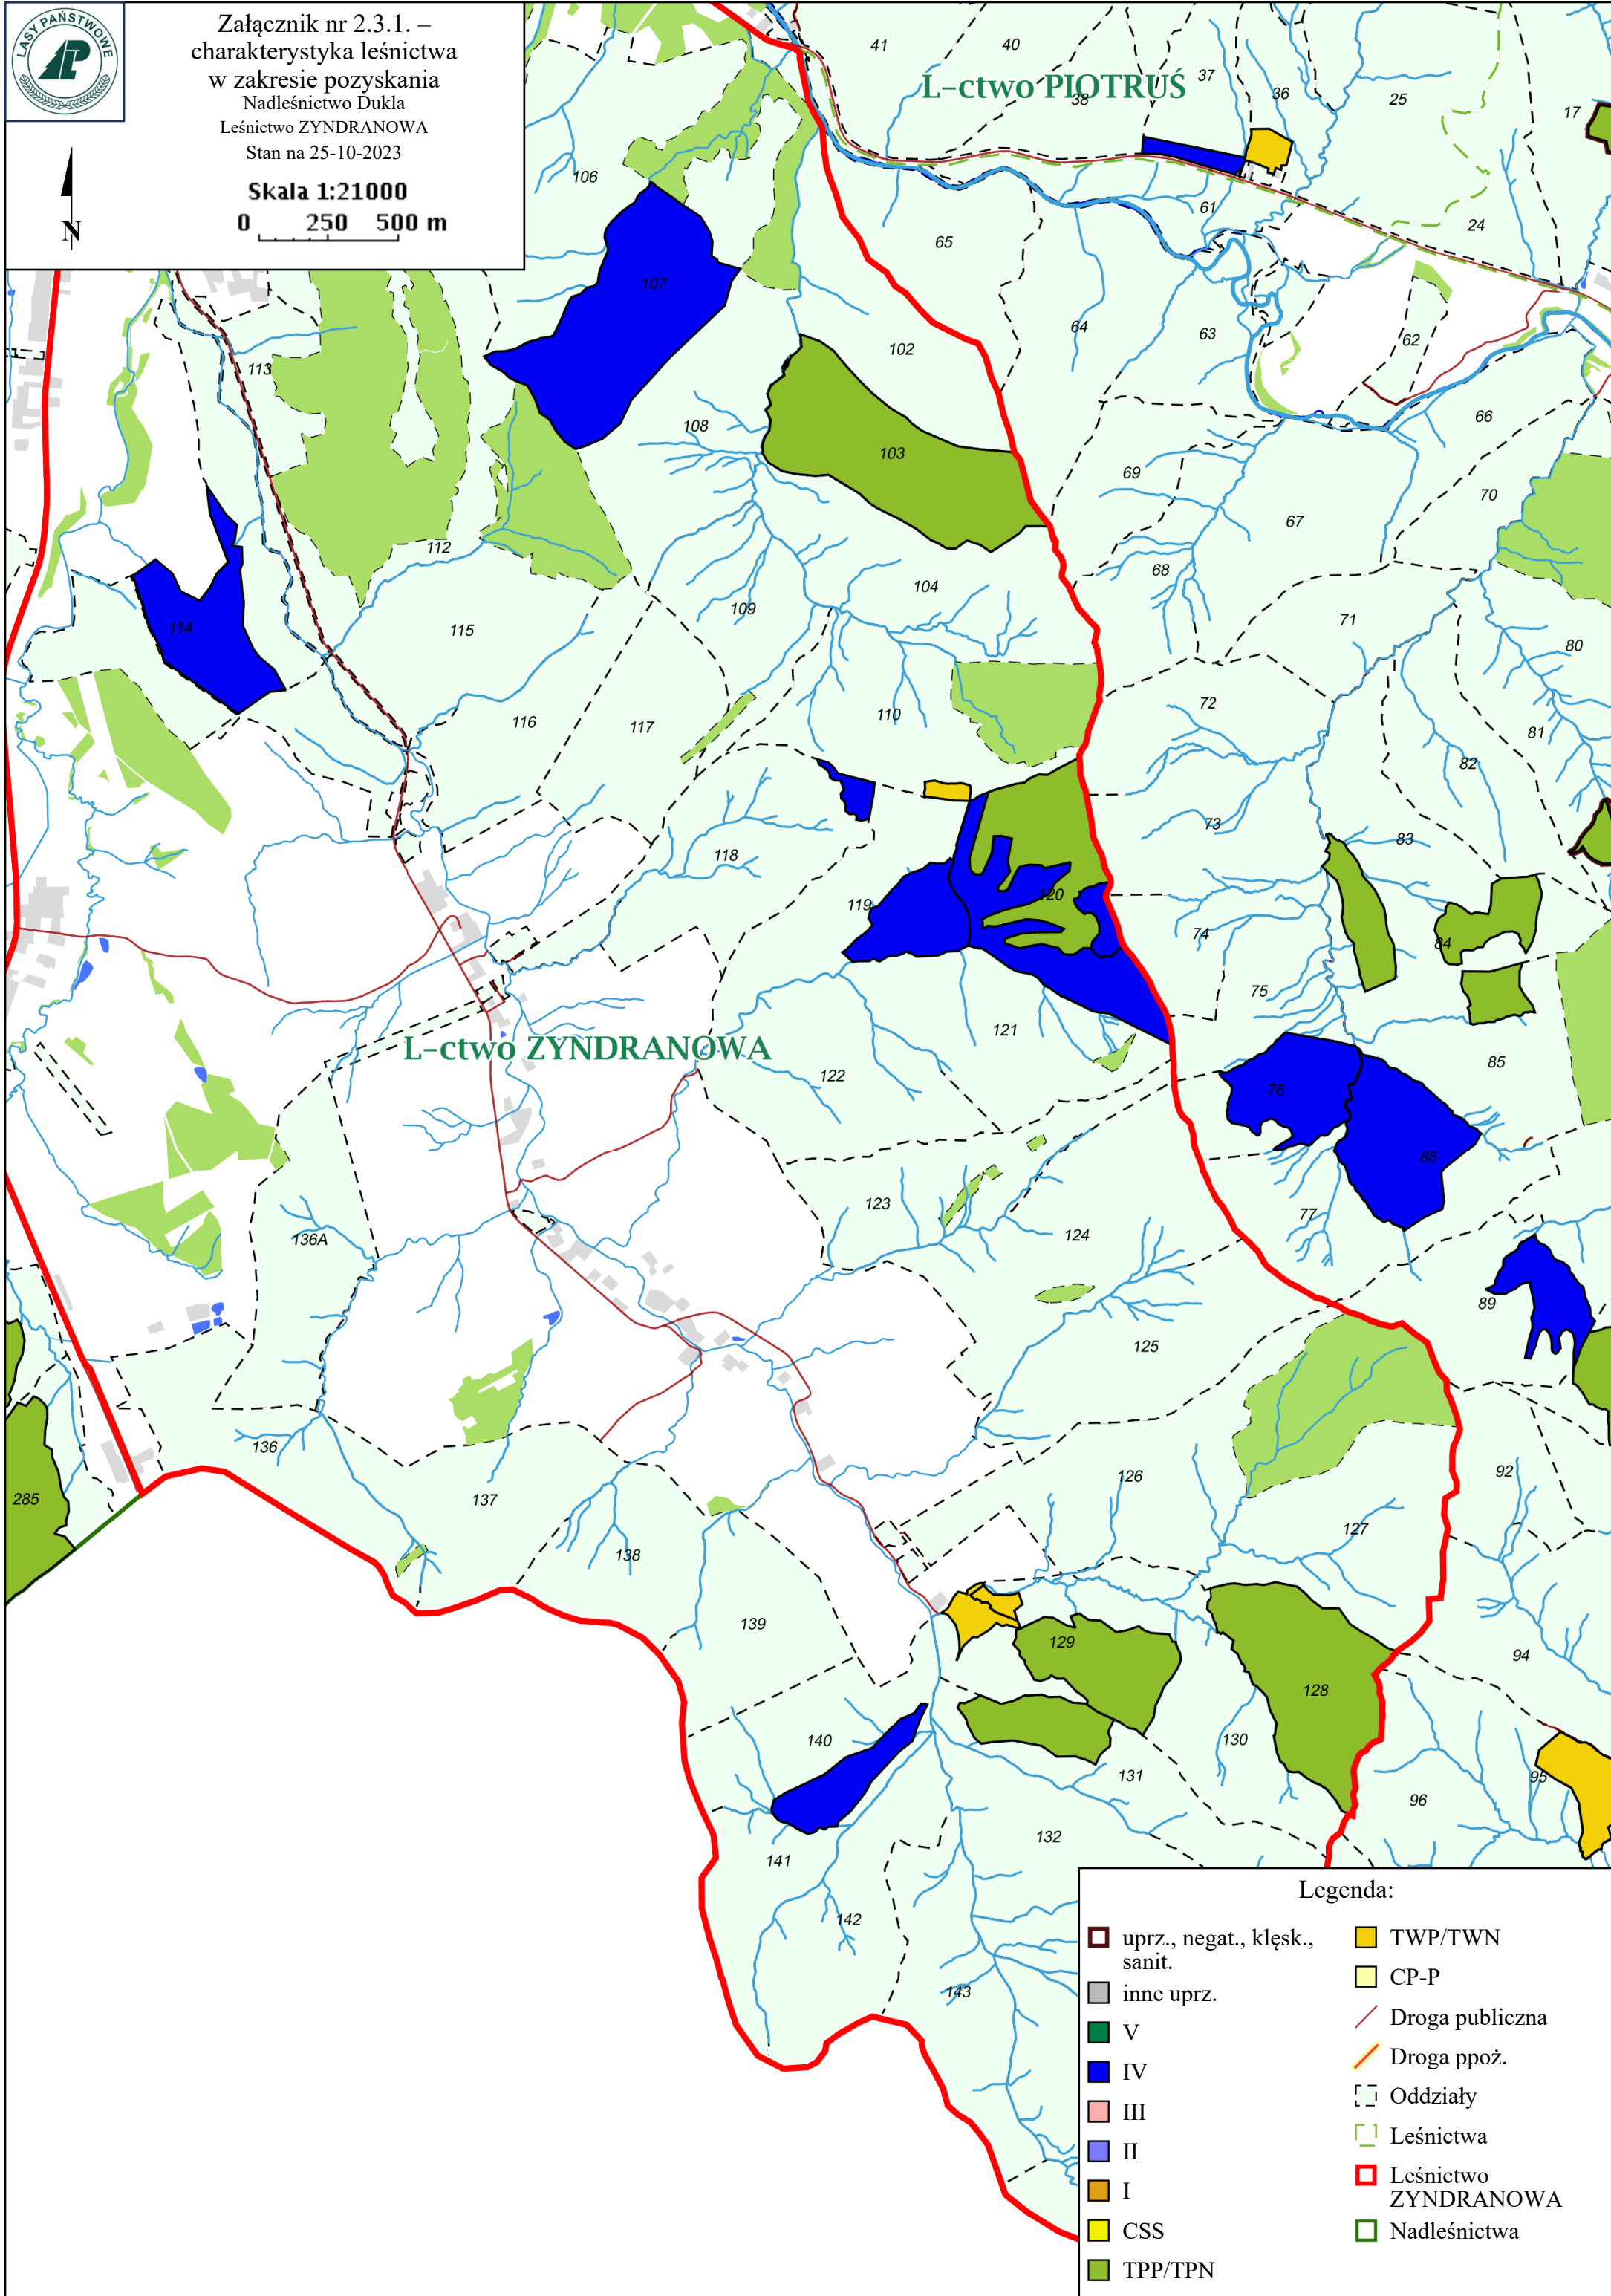 LASY PAŃSTWOWE
Załącznik nr 2.3.1. –
charakterystyka leśnictwa
w zakresie pozyskania
Nadleśnictwo Dukla
Leśnictwo ZYNDRANOWA
Stan na 25-10-2023
Skala 1:21000
0 250 500 m
N
41
40
L-ctwo PIOTRUŚ
38
37
36
25
17
106
61
24
65
107
64
63
62
102
113
108
103
66
69
70
67
112
109
104
68
71
114
115
80
116
117
110
72
81
82
73
83
118
119
120
74
84
75
121
L-ctwo ZYNDRANOWA
122
76
85
86
123
124
77
136A
89
125
136
137
126
92
285
138
127
139
129
94
128
140
130
131
95
96
141
132
142
143
Legenda:
uprz., negat., klęsk.,
sanit.
inne uprz.
V
IV
III
II
I
CSS
TPP/TPN
TWP/TWN
CP-P
Droga publiczna
Droga ppoż.
Oddziały
Leśnictwa
Leśnictwo
ZYNDRANOWA
Nadleśnictwa